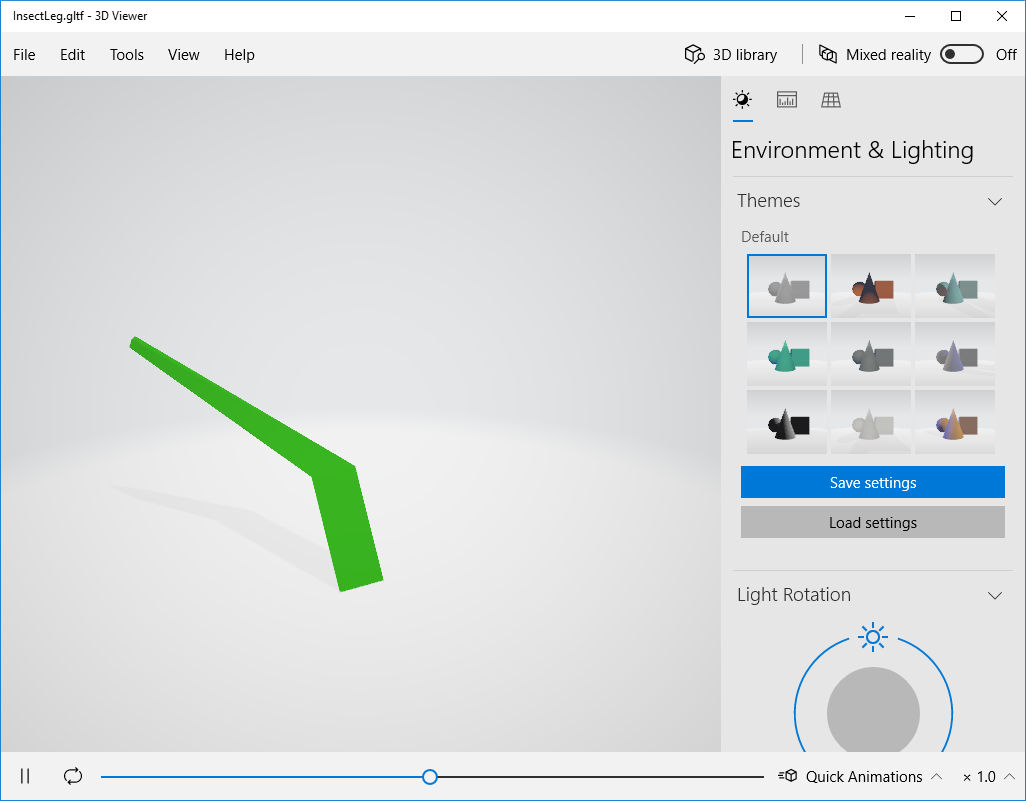 InsectLeg.gltf - 3D Viewer
File Edit Tools View Help 3D library Mixed reality Off
Environment & Lighting
Themes
Default
Save settings
Load settings
Light Rotation
Quick Animations × 1.0